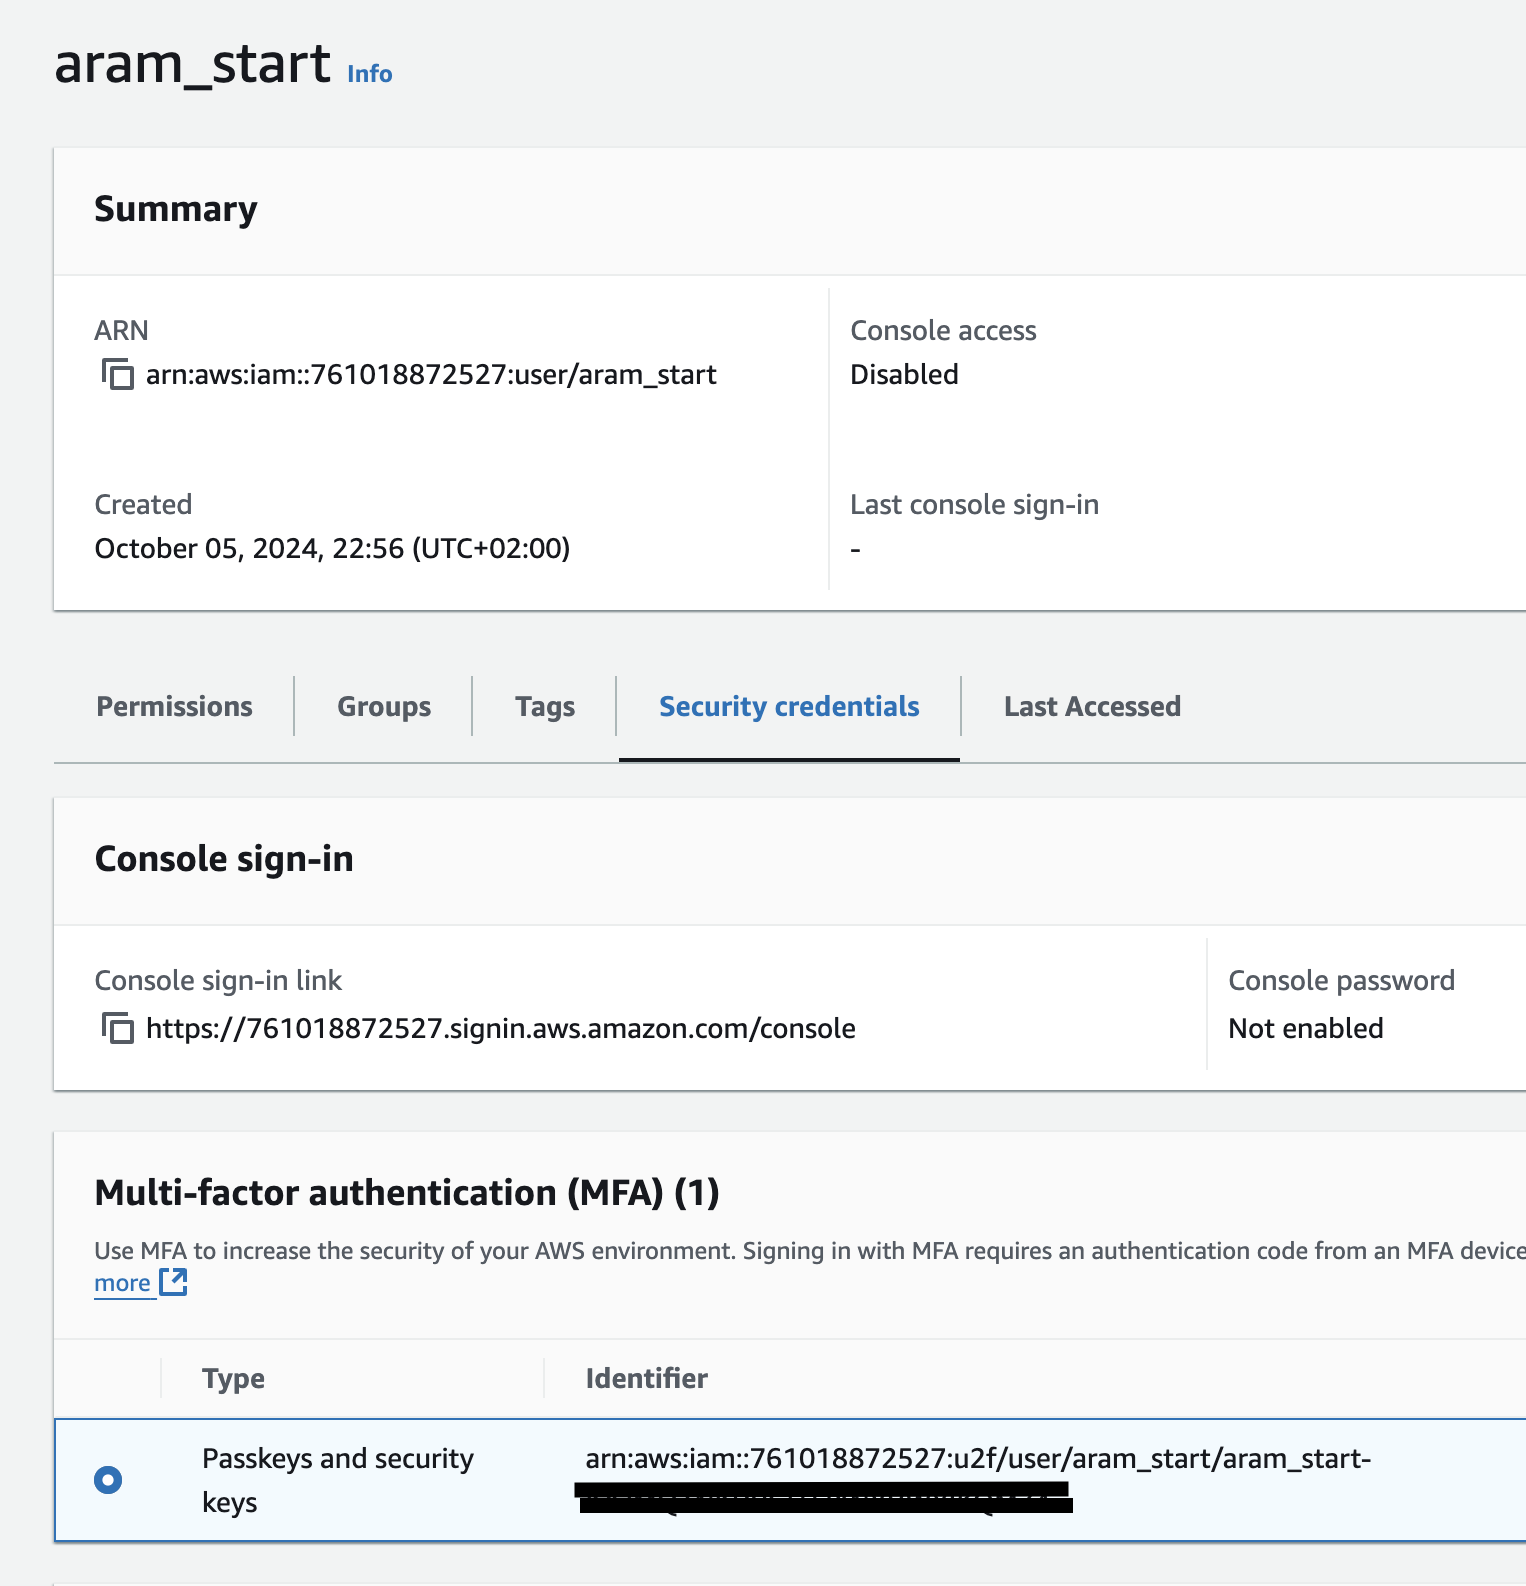 aram_start Info
Summary
ARN
arn:aws:iam::761018872527:user/aram_start
Console access
Disabled
Created
October 05, 2024, 22:56 (UTC+02:00)
Last console sign-in
-
Permissions Groups Tags Security credentials Last Accessed
Console sign-in
Console sign-in link
https://761018872527.signin.aws.amazon.com/console
Console password
Not enabled
Multi-factor authentication (MFA) (1)
Use MFA to increase the security of your AWS environment. Signing in with MFA requires an authentication code from an MFA device
more
Type Identifier
Passkeys and security
keys
arn:aws:iam::761018872527:u2f/user/aram_start/aram_start-